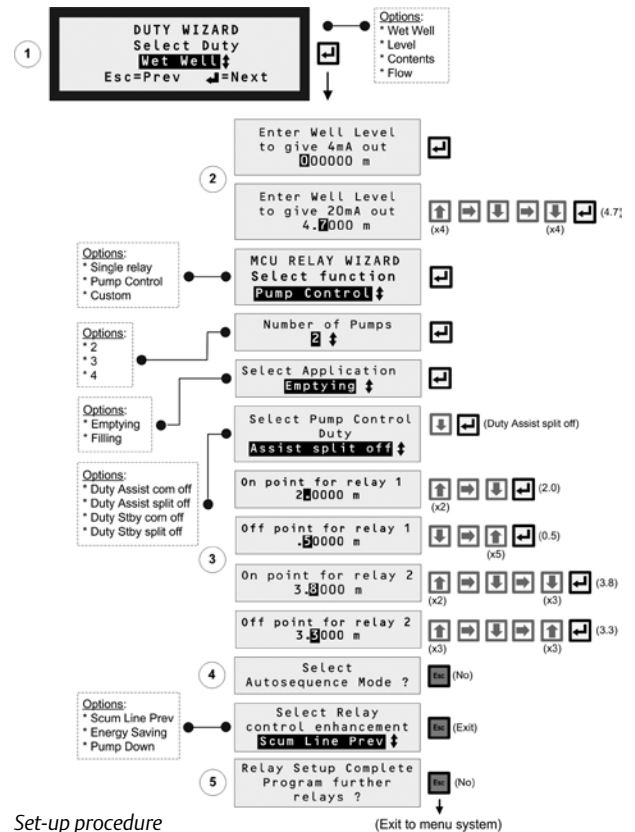 Options:
* Wet Well
* Level
* Contents
* Flow
1
DUTY WIZARD
Select Duty
Wet Well
Esc=Prev ↵=Next
2
Enter Well Level
to give 4mA out
000000 m
Enter Well Level
to give 20mA out
4.7000 m
(x4)
(x4)
(4.7)
Options:
* Single relay
* Pump Control
* Custom
MCU RELAY WIZARD
Select function
Pump Control
Options:
* 2
* 3
* 4
Number of Pumps
2
Options:
* Emptying
* Filling
Select Application
Emptying
Options:
* Duty Assist com off
* Duty Assist split off
* Duty Stby com off
* Duty Stby split off
Select Pump Control
Duty
Assist split off
(Duty Assist split off)
3
On point for relay 1
2.0000 m
(x2)
(2.0)
Off point for relay 1
.50000 m
(x5)
(0.5)
On point for relay 2
3.8000 m
(x2)
(x3)
(3.8)
Off point for relay 2
3.3000 m
(x3)
(x3)
(3.3)
4
Select
Autosequence Mode ?
Esc (No)
Options:
* Scum Line Prev
* Energy Saving
* Pump Down
Select Relay
control enhancement
Scum Line Prev
Esc (Exit)
5
Relay Setup Complete
Program further
relays ?
Esc (No)
Set-up procedure
(Exit to menu system)